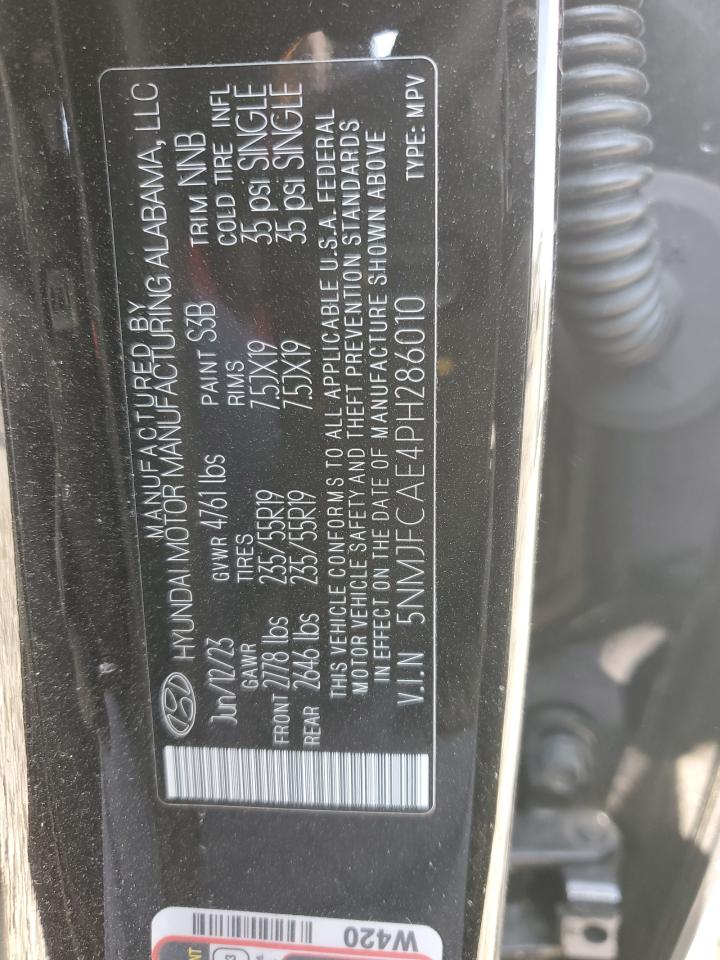 MANUFACTURED BY
HYUNDAI MOTOR MANUFACTURING ALABAMA, LLC
Jun/12/23 GVWR 4761 lbs PAINT S3B TRIM NNB
GAWR TIRES RIMS COLD TIRE INFL
FRONT 2778 lbs 235/55R19 7.5JX19 35 psi SINGLE
REAR 2646 lbs 235/55R19 7.5JX19 35 psi SINGLE
THIS VEHICLE CONFORMS TO ALL APPLICABLE U.S.A. FEDERAL
MOTOR VEHICLE SAFETY AND THEFT PREVENTION STANDARDS
IN EFFECT ON THE DATE OF MANUFACTURE SHOWN ABOVE
V.I.N 5NMJFCAE4PH286010 TYPE: MPV
W420